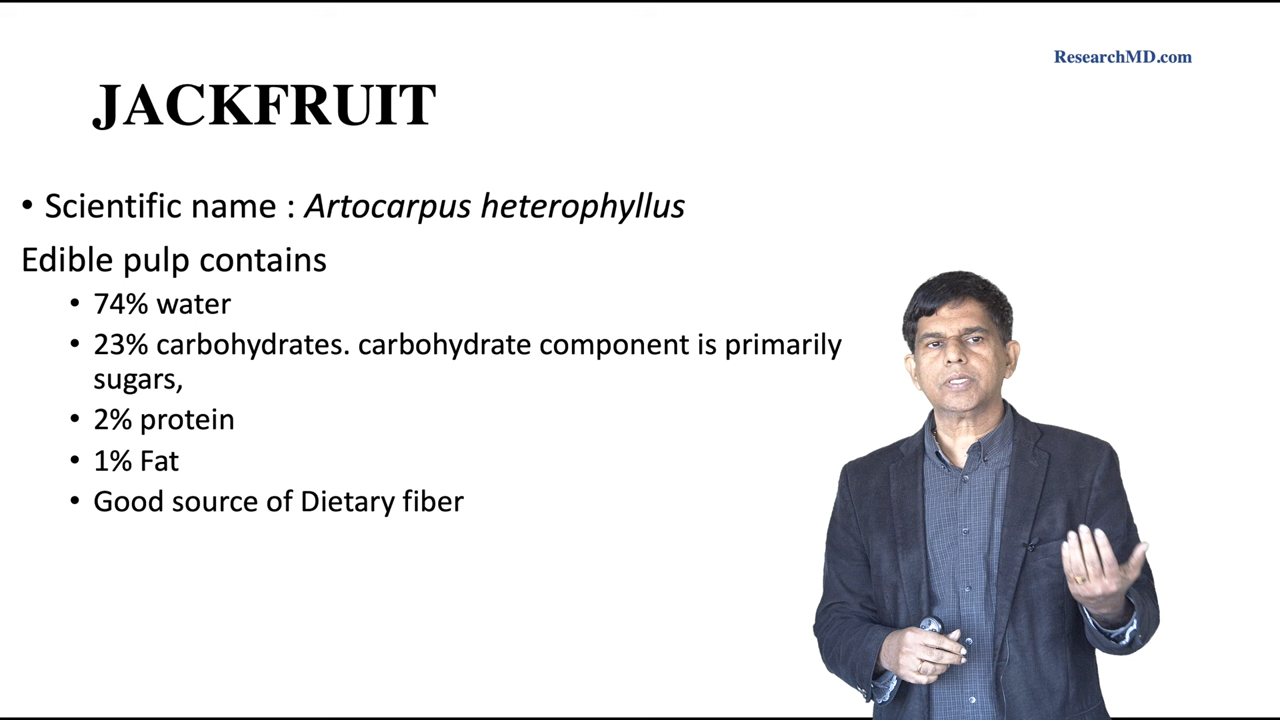 ResearchMD.com
JACKFRUIT
• Scientific name : Artocarpus heterophyllus
Edible pulp contains
• 74% water
• 23% carbohydrates. carbohydrate component is primarily
sugars,
• 2% protein
• 1% Fat
• Good source of Dietary fiber